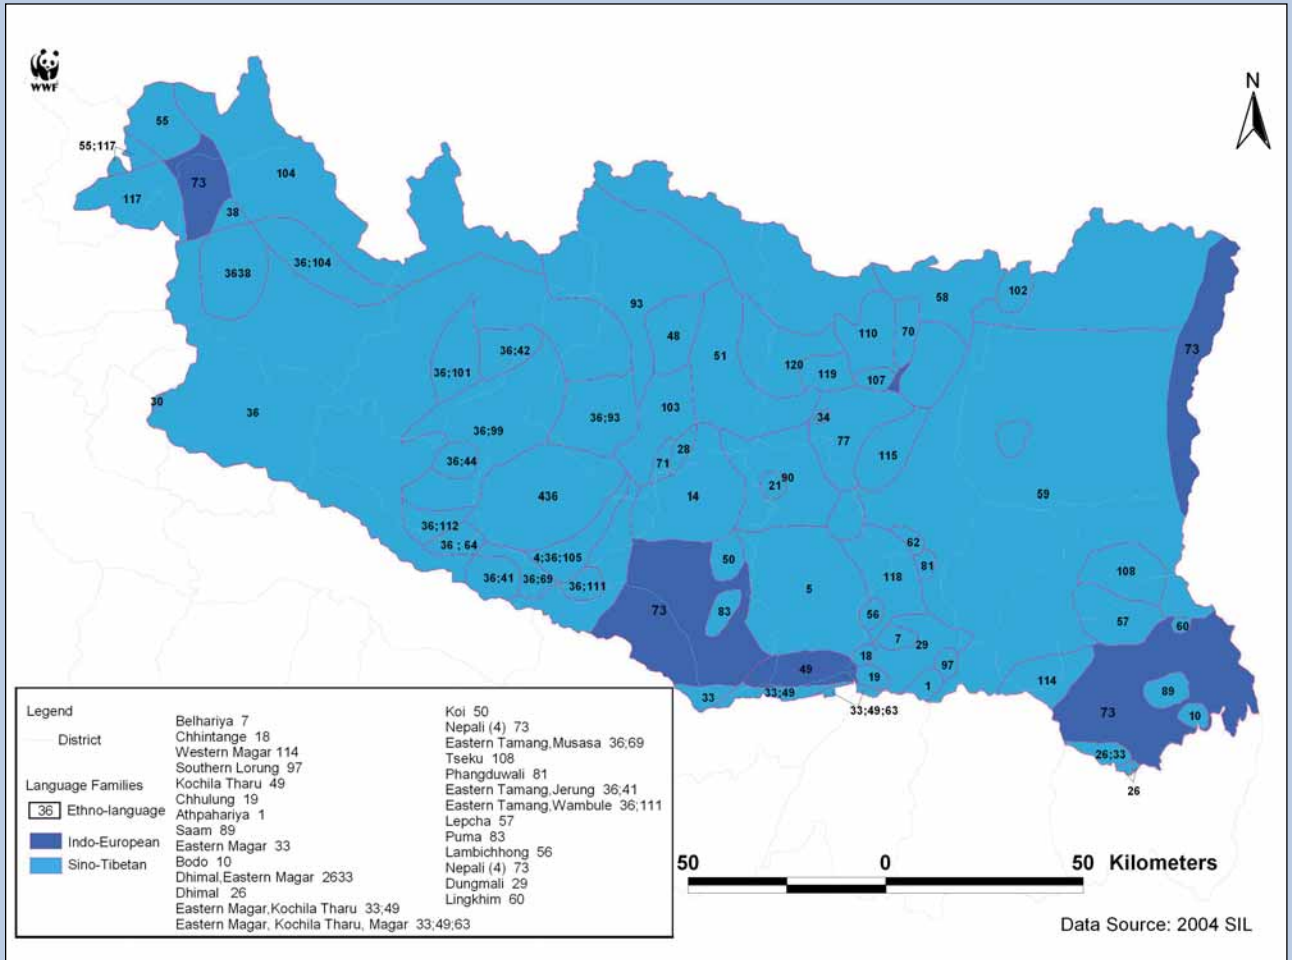 WWF
N
55
55;117
104
73
117
38
36;104
3638
58
102
93
110
70
48
73
36;42
51
120
119
36;101
107
30
36
103
36;93
34
36;99
77
28
115
36;44
71
90
21
436
14
59
36;112
62
36 ; 64
4;36;105
50
81
108
36;41
36;69
36;111
118
5
73
83
56
57
60
7
29
18
97
49
19
114
1
89
33
33;49
33;49;63
73
10
26;33
26
Legend
District
Language Families
36 Ethno-language
Indo-European
Sino-Tibetan
Belhariya 7
Chhintange 18
Western Magar 114
Southern Lorung 97
Kochila Tharu 49
Chhulung 19
Athpahariya 1
Saam 89
Eastern Magar 33
Bodo 10
Dhimal,Eastern Magar 2633
Dhimal 26
Eastern Magar,Kochila Tharu 33;49
Eastern Magar, Kochila Tharu, Magar 33;49;63
Koi 50
Nepali (4) 73
Eastern Tamang,Musasa 36;69
Tseku 108
Phangduwali 81
Eastern Tamang,Jerung 36;41
Eastern Tamang,Wambule 36;111
Lepcha 57
Puma 83
Lambichhong 56
Nepali (4) 73
Dungmali 29
Lingkhim 60
50 0 50 Kilometers
Data Source: 2004 SIL